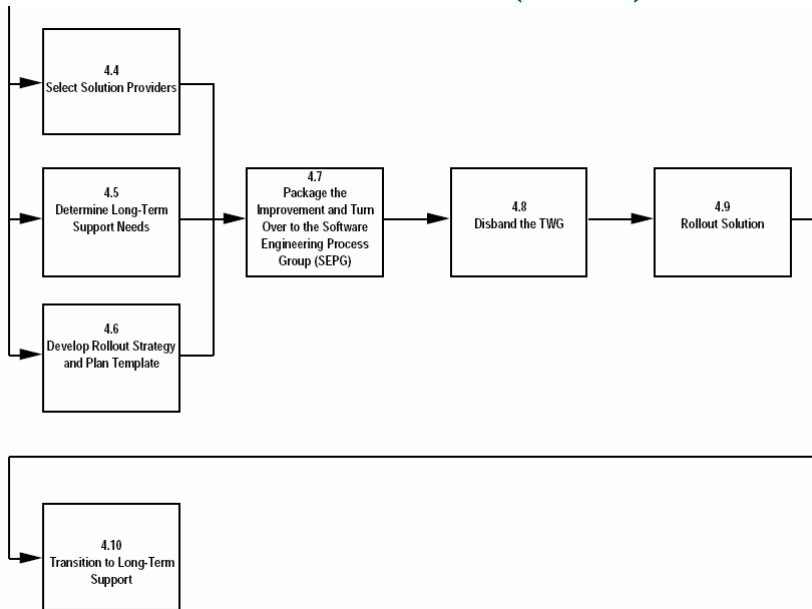 4.4
Select Solution Providers
4.5
Determine Long-Term
Support Needs
4.6
Develop Rollout Strategy
and Plan Template
4.7
Package the
Improvement and Turn
Over to the Software
Engineering Process
Group (SEPG)
4.8
Disband the TWG
4.9
Rollout Solution
4.10
Transition to Long-Term
Support